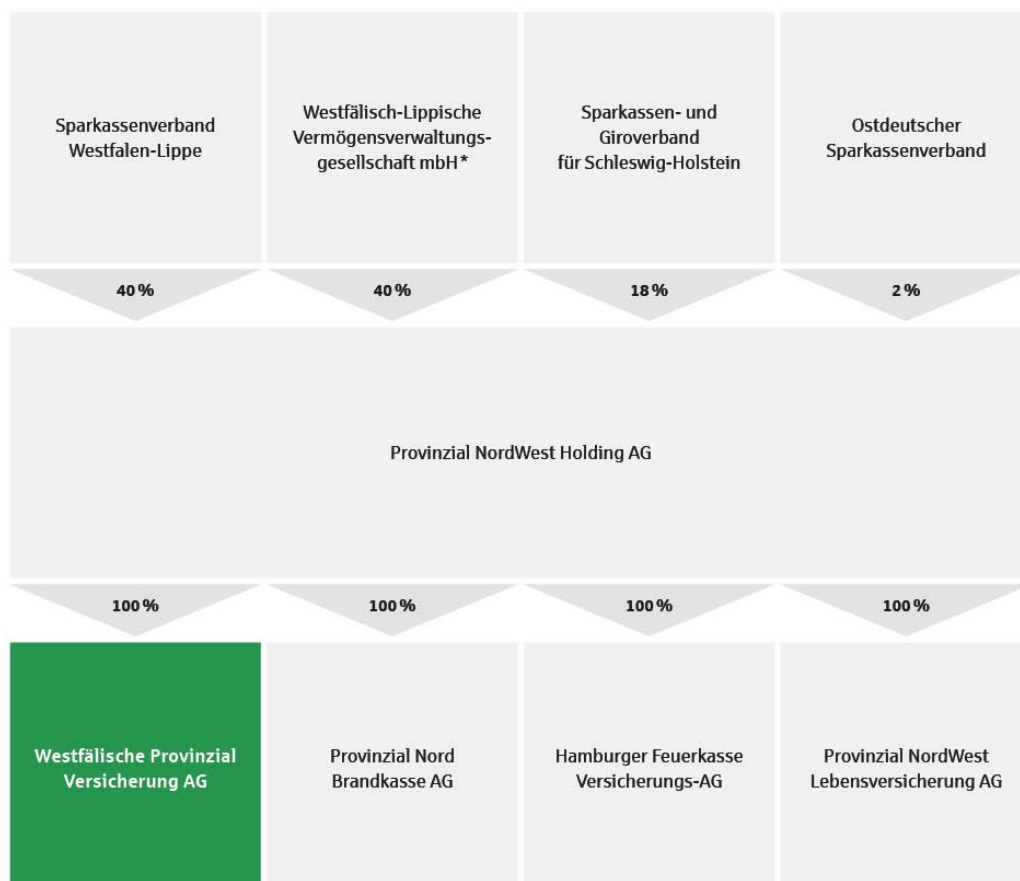 Sparkassenverband
Westfalen-Lippe
Westfälisch-Lippische
Vermögensverwaltungs-
gesellschaft mbH*
Sparkassen- und
Giroverband
für Schleswig-Holstein
Ostdeutscher
Sparkassenverband
40 %
40 %
18 %
2 %
Provinzial NordWest Holding AG
100 %
100 %
100 %
100 %
Westfälische Provinzial
Versicherung AG
Provinzial Nord
Brandkasse AG
Hamburger Feuerkasse
Versicherungs-AG
Provinzial NordWest
Lebensversicherung AG